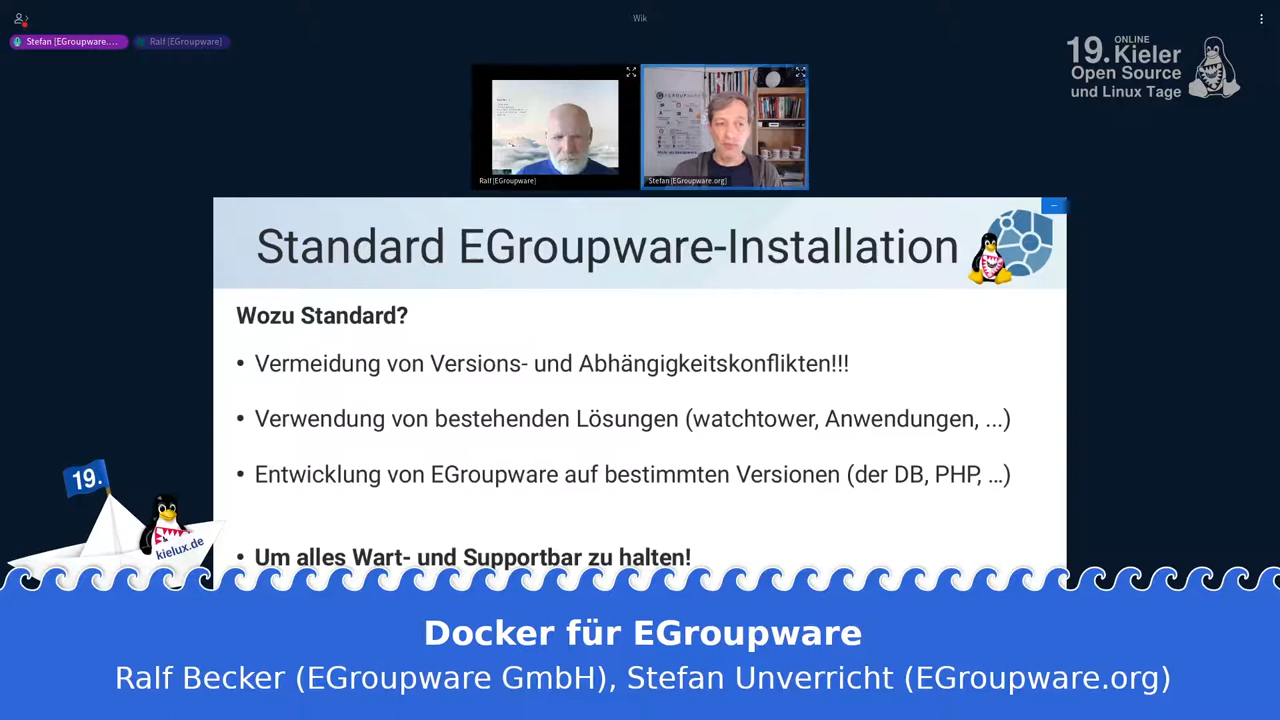 Wik
Stefan [EGroupware....
Ralf [EGroupware]
ONLINE
19. Kieler
Open Source
und Linux Tage
Ralf [EGroupware]
Stefan [EGroupware.org]
Standard EGroupware-Installation
Wozu Standard?
• Vermeidung von Versions- und Abhängigkeitskonflikten!!!
• Verwendung von bestehenden Lösungen (watchtower, Anwendungen, ...)
• Entwicklung von EGroupware auf bestimmten Versionen (der DB, PHP, ...)
• Um alles Wart- und Supportbar zu halten!
19.
kielux.de
Docker für EGroupware
Ralf Becker (EGroupware GmbH), Stefan Unverricht (EGroupware.org)